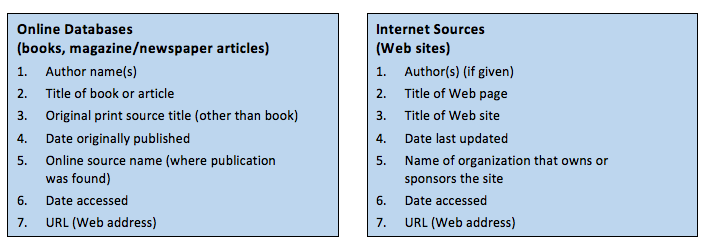 Online Databases
(books, magazine/newspaper articles)
1. Author name(s)
2. Title of book or article
3. Original print source title (other than book)
4. Date originally published
5. Online source name (where publication
was found)
6. Date accessed
7. URL (Web address)
Internet Sources
(Web sites)
1. Author(s) (if given)
2. Title of Web page
3. Title of Web site
4. Date last updated
5. Name of organization that owns or
sponsors the site
6. Date accessed
7. URL (Web address)